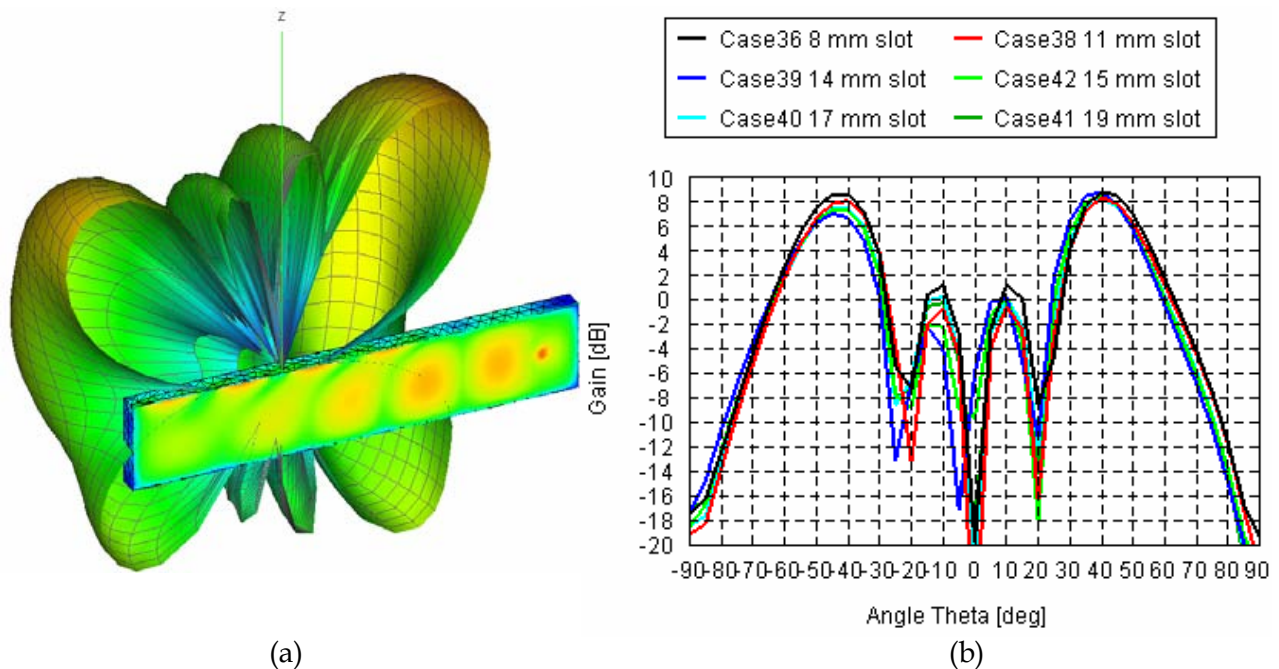 z
Case36 8 mm slot
Case38 11 mm slot
Case39 14 mm slot
Case42 15 mm slot
Case40 17 mm slot
Case41 19 mm slot
10
8
6
4
2
0
-2
-4
-6
-8
-10
-12
-14
-16
-18
-20
Gain [dB]
-90-80-70-60-50-40-30-20-10 0 10 20 30 40 50 60 70 80 90
Angle Theta [deg]
(a)
(b)